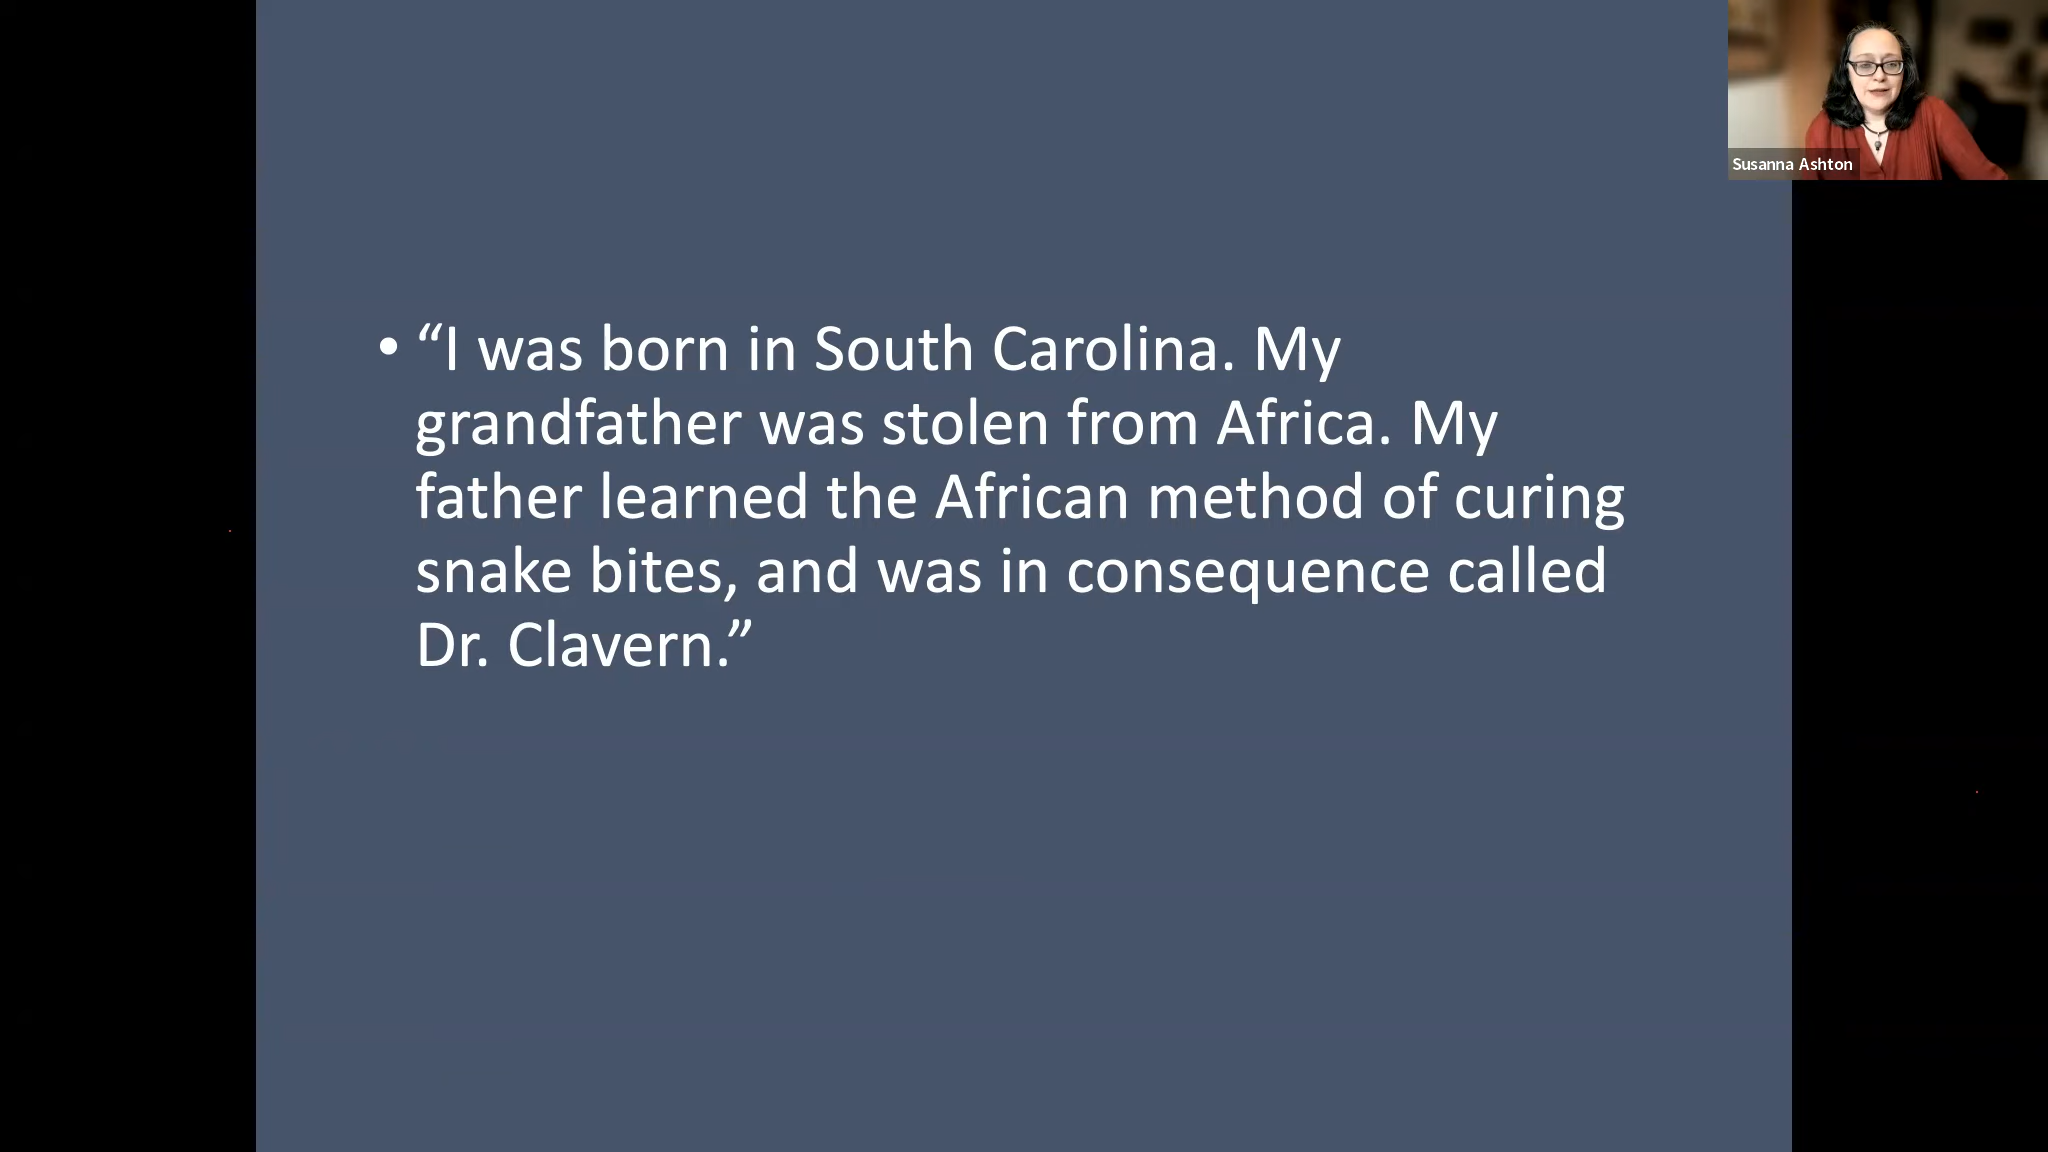 • “I was born in South Carolina. My
grandfather was stolen from Africa. My
father learned the African method of curing
snake bites, and was in consequence called
Dr. Clavern.”
Susanna Ashton